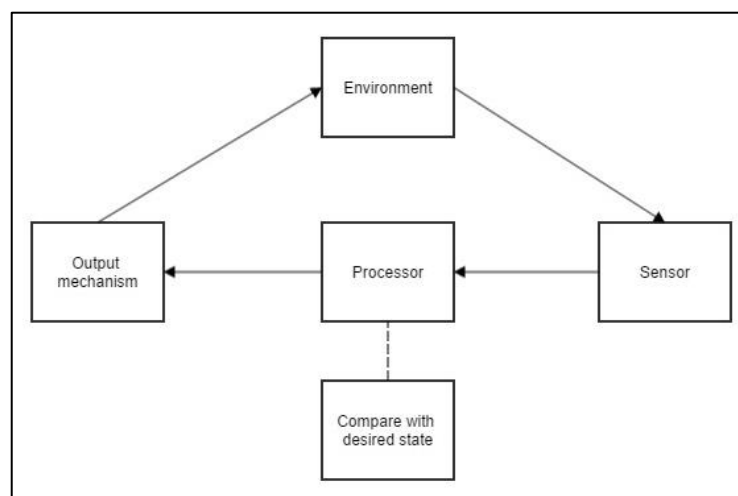 Environment
Output
mechanism
Processor
Sensor
Compare with
desired state